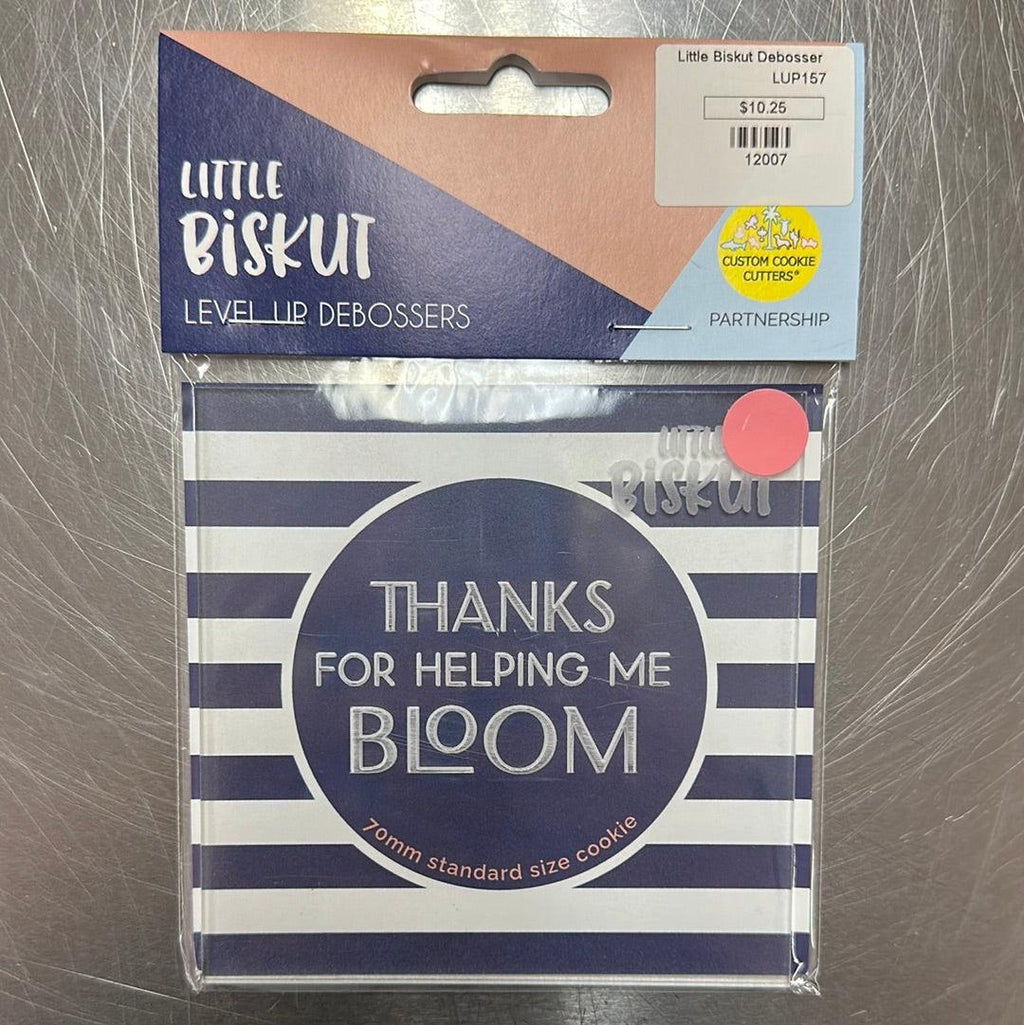 Little Biskut Debosser
LUP157
$10.25
12007
LITTLE
BiSKUT
LEVEL UP DEBOSSERS
CUSTOM COOKIE
CUTTERS®
PARTNERSHIP
LITTLE
BiSKUT
THANKS
FOR HELPING ME
BLOOM
70mm standard size cookie